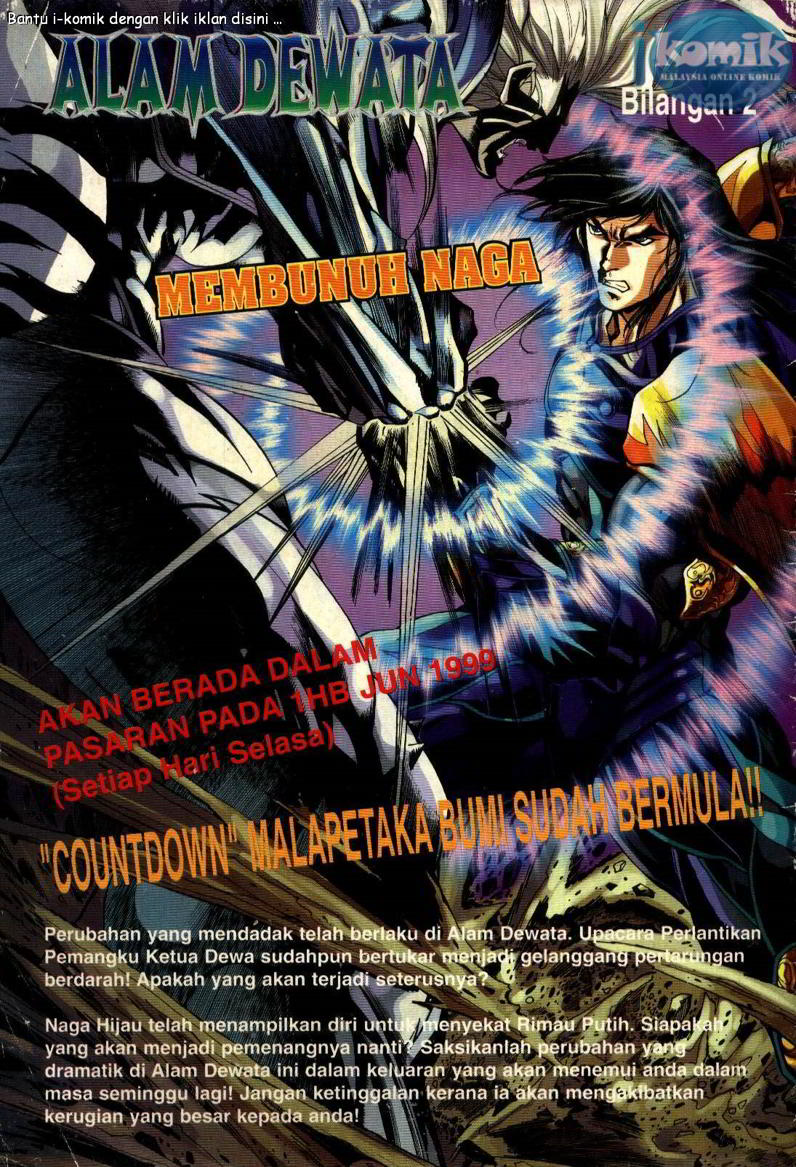 Bantu i-komik dengan klik iklan disini ...
komik
MALAYSIA ONLINE KOMIK
ALAM DEWATA
Bilangan 2
MEMBUNUH NAGA
AKAN BERADA DALAM
PASARAN PADA 1HB JUN 1999
(Setiap Hari Selasa)
"COUNTDOWN" MALAPETAKA BUMI SUDAH BERMULA!!
Perubahan yang mendadak telah berlaku di Alam Dewata. Upacara Perlantikan
Pemangku Ketua Dewa sudahpun bertukar menjadi gelanggang pertarungan
berdarah! Apakah yang akan terjadi seterusnya?
Naga Hijau telah menampilkan diri untuk menyekat Rimau Putih. Siapakah
yang akan menjadi pemenangnya nanti? Saksikanlah perubahan yang
dramatik di Alam Dewata ini dalam keluaran yang akan menemui anda dalam
masa seminggu lagi! Jangan ketinggalan kerana ia akan mengakibatkan
kerugian yang besar kepada anda!